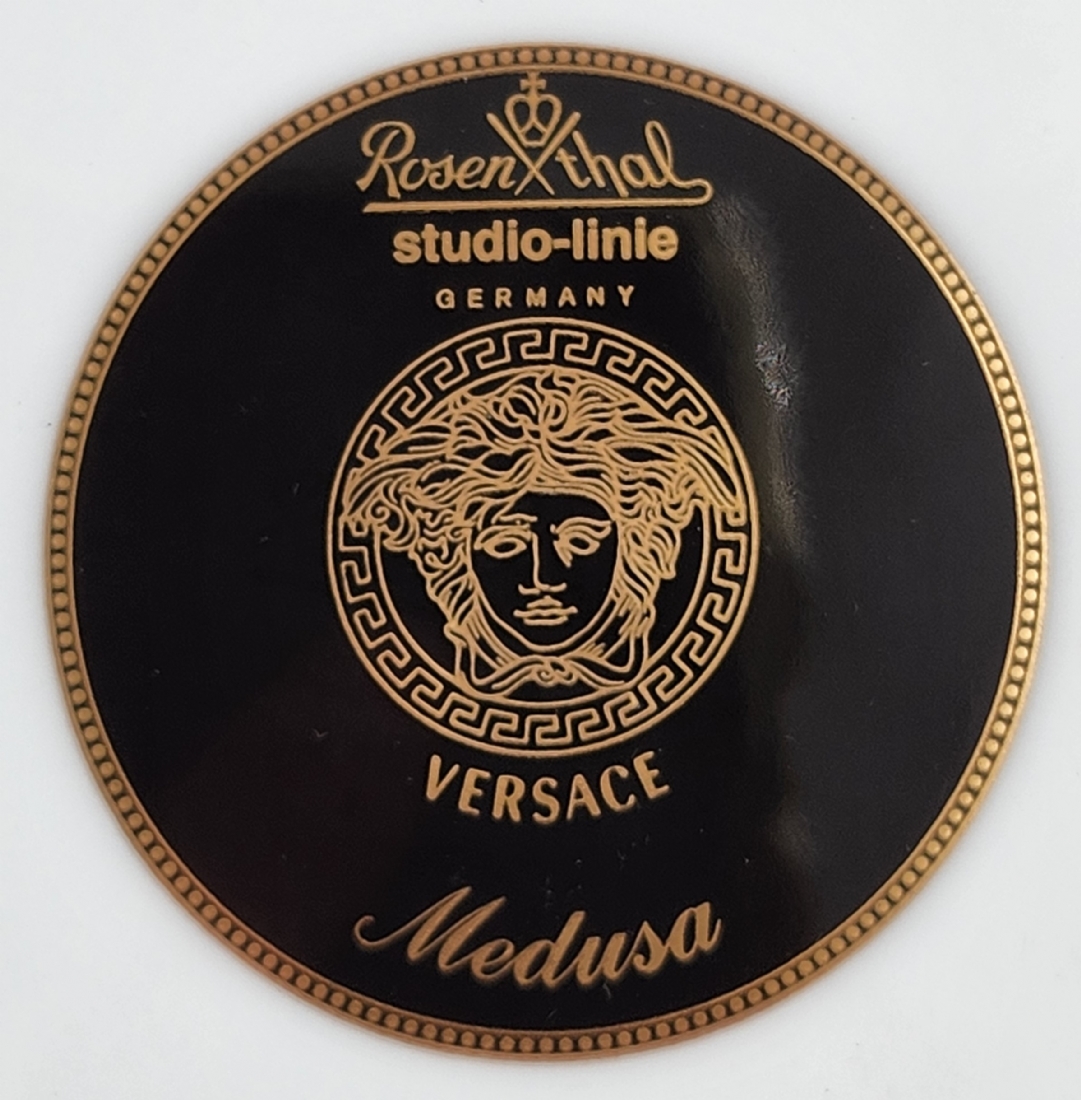 Rosenthal
studio-linie
GERMANY
VERSACE
Medusa